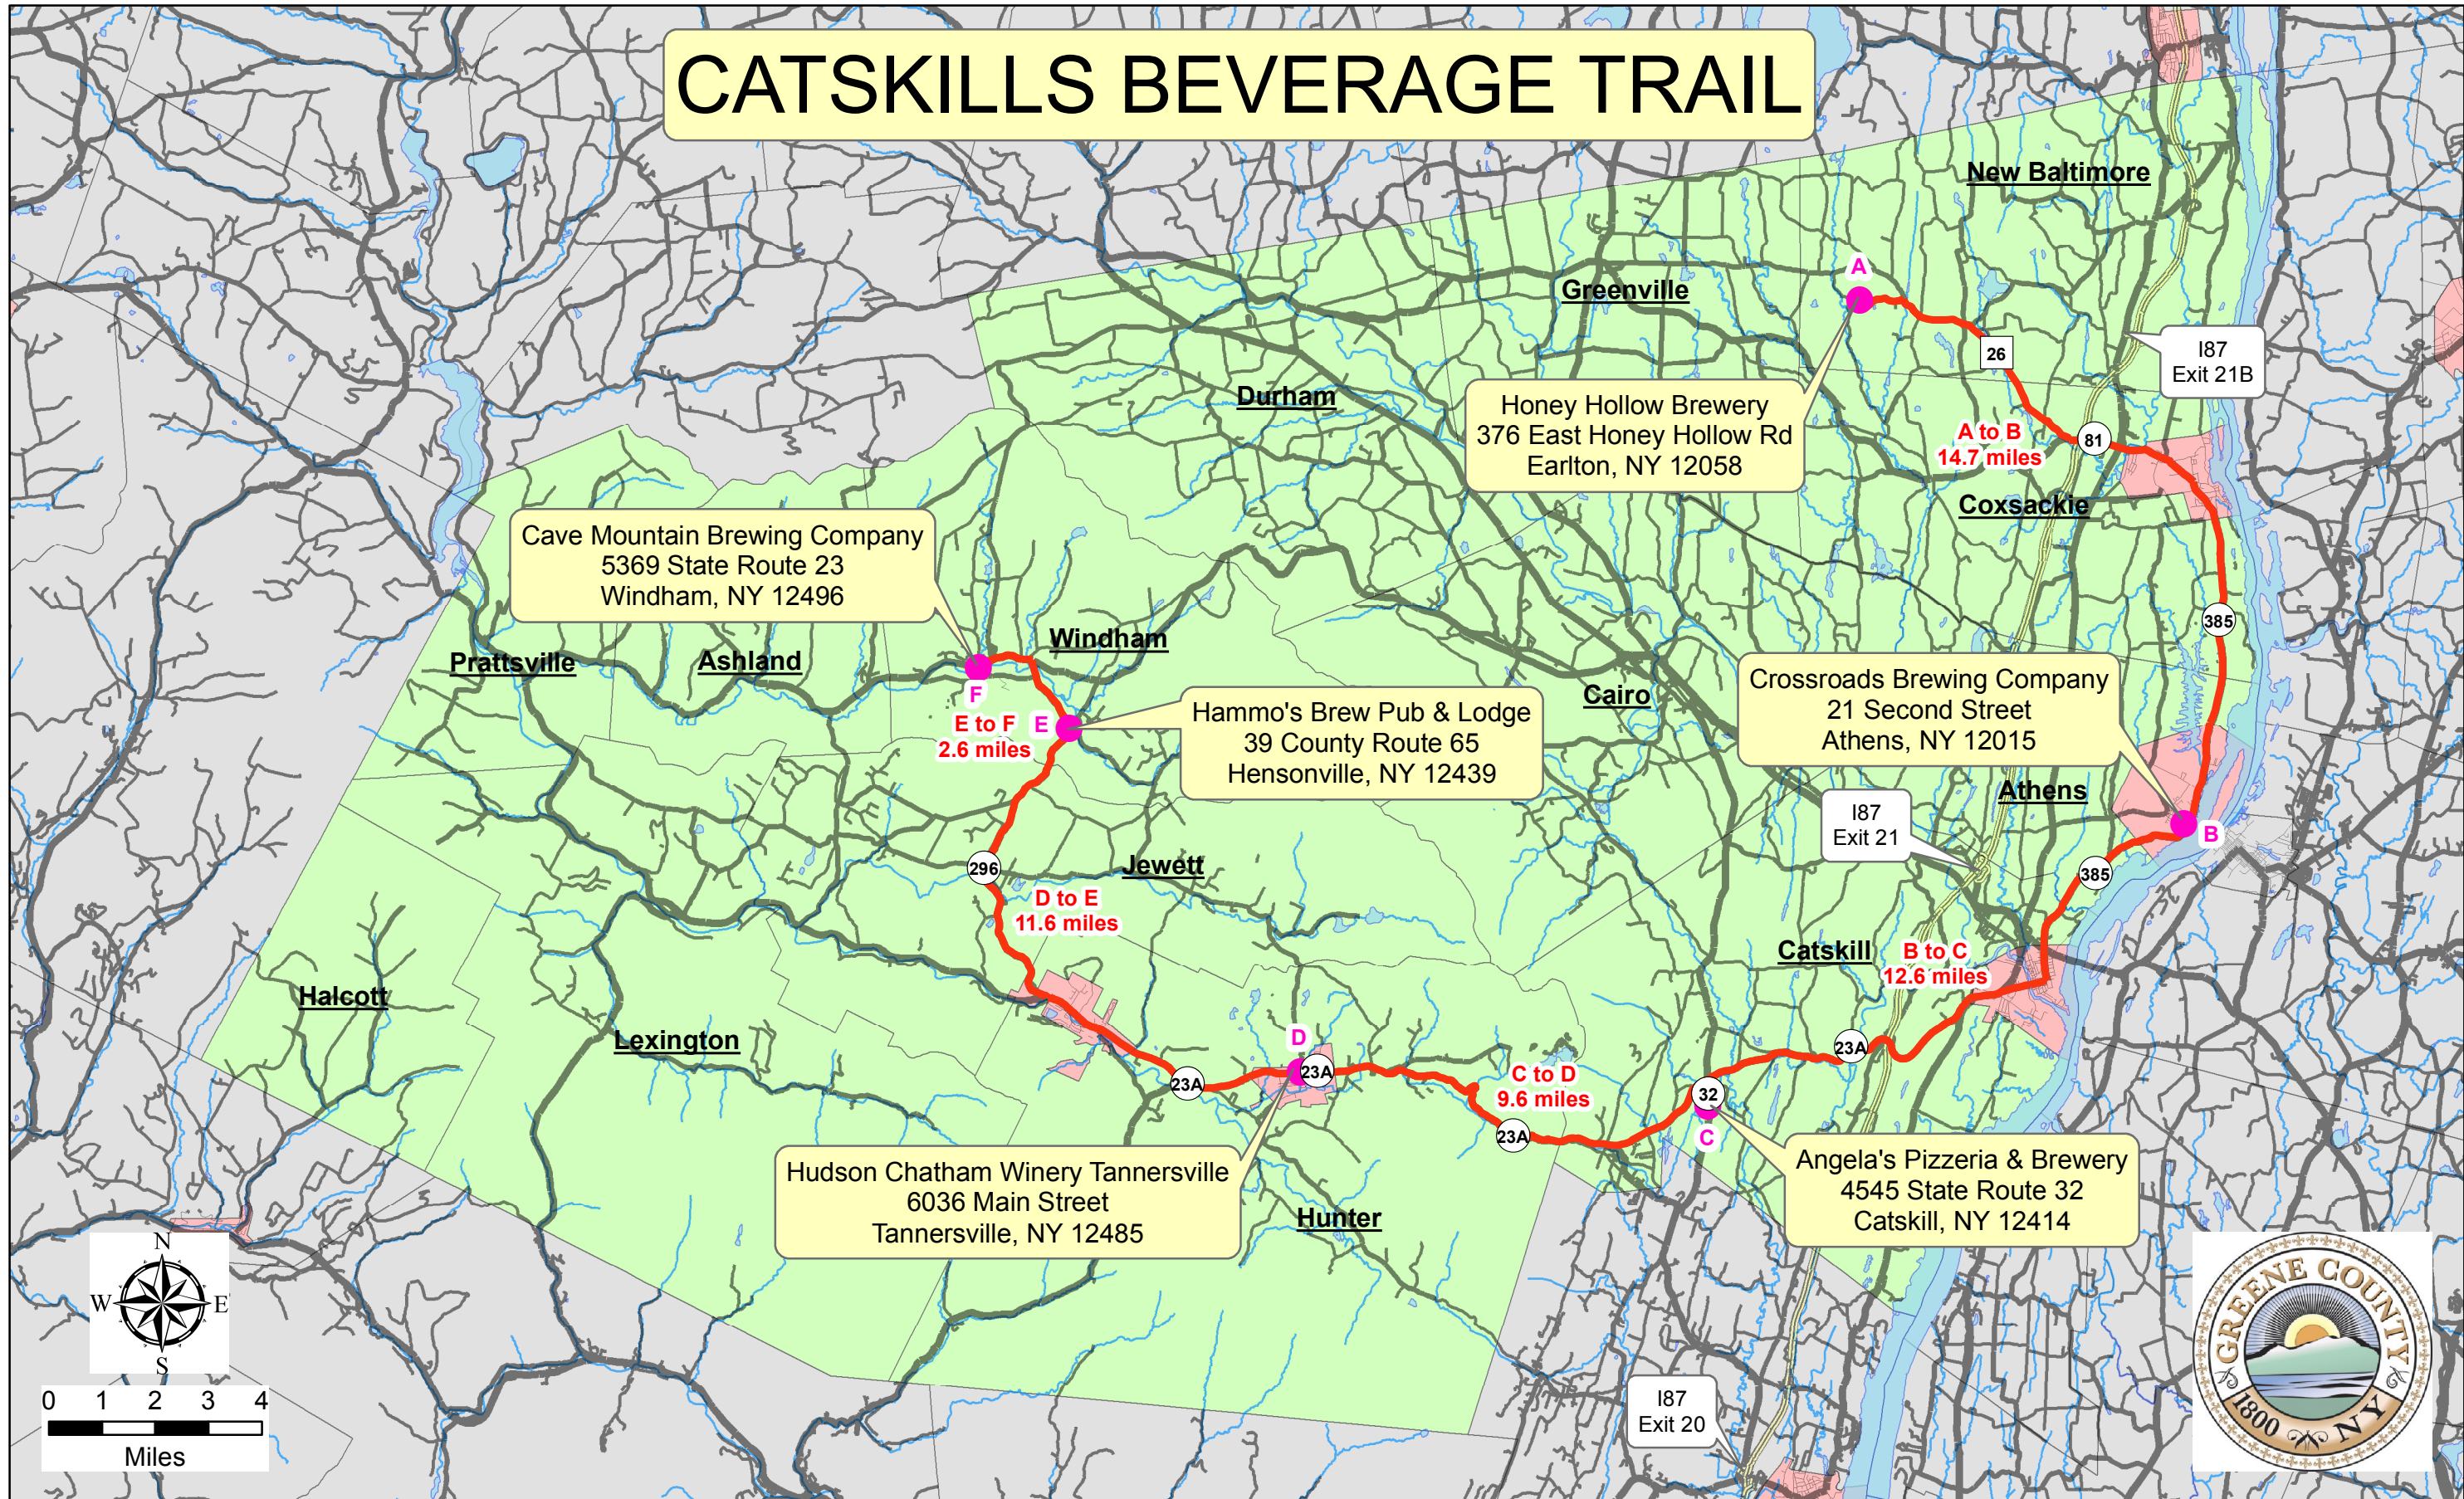 CATSKILLS BEVERAGE TRAIL
New Baltimore
A
Greenville
26
I87
Exit 21B
Durham
Honey Hollow Brewery
376 East Honey Hollow Rd
Earlton, NY 12058
A to B
14.7 miles
81
Coxsackie
Cave Mountain Brewing Company
5369 State Route 23
Windham, NY 12496
385
Windham
Prattsville
Ashland
F
E to F
2.6 miles
E
Hammo's Brew Pub & Lodge
39 County Route 65
Hensonville, NY 12439
Cairo
Crossroads Brewing Company
21 Second Street
Athens, NY 12015
Athens
I87
Exit 21
B
385
296
Jewett
D to E
11.6 miles
Catskill
B to C
12.6 miles
Halcott
Lexington
D
23A
23A
23A
C to D
9.6 miles
32
23A
C
Hudson Chatham Winery Tannersville
6036 Main Street
Tannersville, NY 12485
Angela's Pizzeria & Brewery
4545 State Route 32
Catskill, NY 12414
Hunter
N
W
E
S
0 1 2 3 4
Miles
I87
Exit 20
GREENE COUNTY
1800
NY